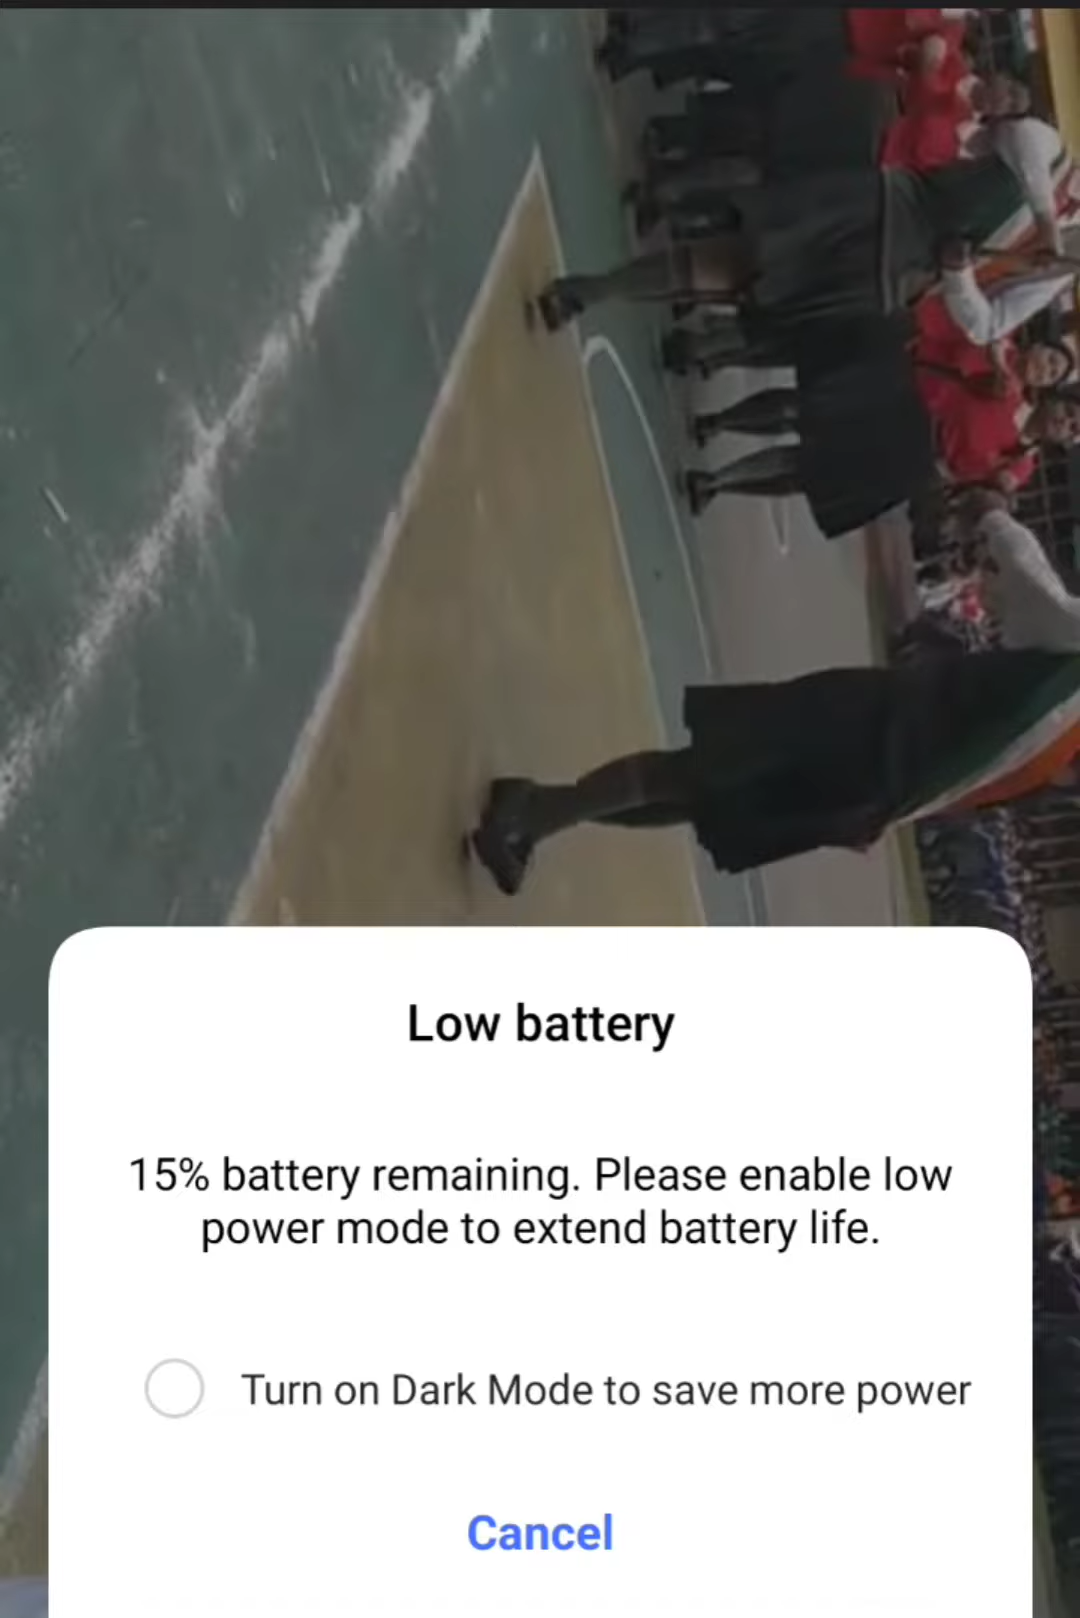 Low battery
15% battery remaining. Please enable low
power mode to extend battery life.
Turn on Dark Mode to save more power
Cancel